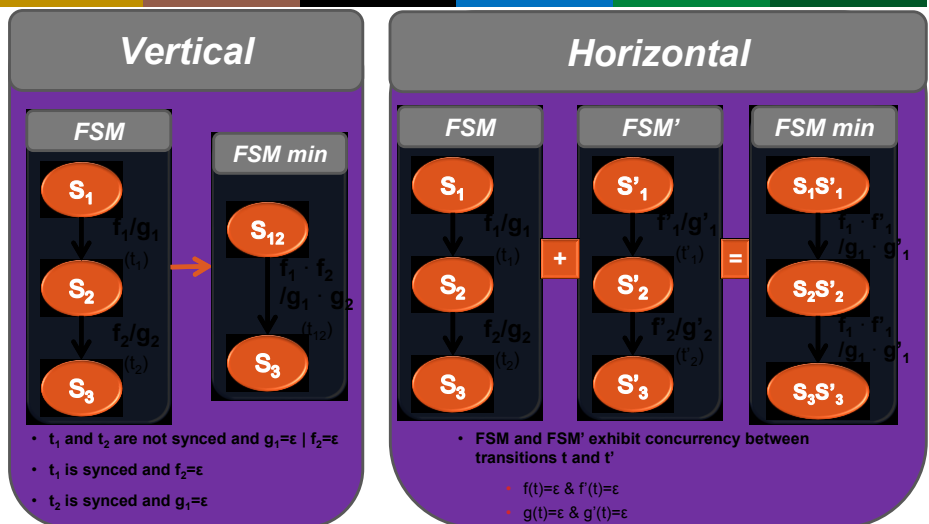 Vertical
FSM
S₁
f₁/g₁
(t₁)
S₂
f₂/g₂
(t₂)
S₃
FSM min
S₁₂
f₁ · f₂
/g₁ · g₂
(t₁₂)
S₃
• t₁ and t₂ are not synced and g₁=ε | f₂=ε
• t₁ is synced and f₂=ε
• t₂ is synced and g₁=ε
Horizontal
FSM
S₁
f₁/g₁
(t₁)
S₂
f₂/g₂
(t₂)
S₃
+
FSM’
S’₁
f’₁/g’₁
(t’₁)
S’₂
f’₂/g’₂
(t’₂)
S’₃
=
FSM min
S₁S’₁
f₁ · f’₁
/g₁ · g’₁
S₂S’₂
f₁ · f’₁
/g₁ · g’₁
S₃S’₃
• FSM and FSM’ exhibit concurrency between
transitions t and t’
• f(t)=ε & f’(t)=ε
• g(t)=ε & g’(t)=ε